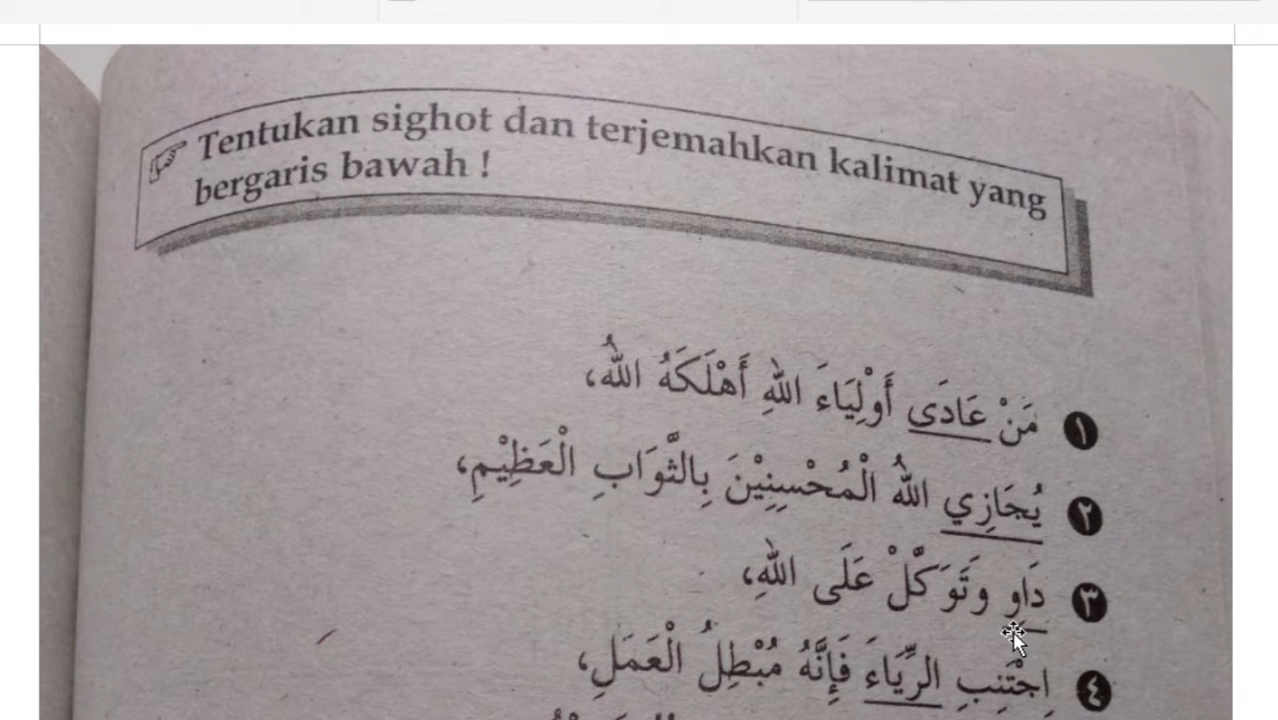 Tentukan sighot dan terjemahkan kalimat yang
bergaris bawah !
١ مَنْ عَادَى أَوْلِيَاءَ اللهِ أَهْلَكَهُ اللهُ،
٢ يُجَازِي اللهُ الْمُحْسِنِيْنَ بِالثَّوَابِ الْعَظِيْمِ،
٣ دَاوِ وَتَوَكَّلْ عَلَى اللهِ،
٤ اِجْتَنِبِ الرِّيَاءَ فَإِنَّهُ مُبْطِلُ الْعَمَلِ،